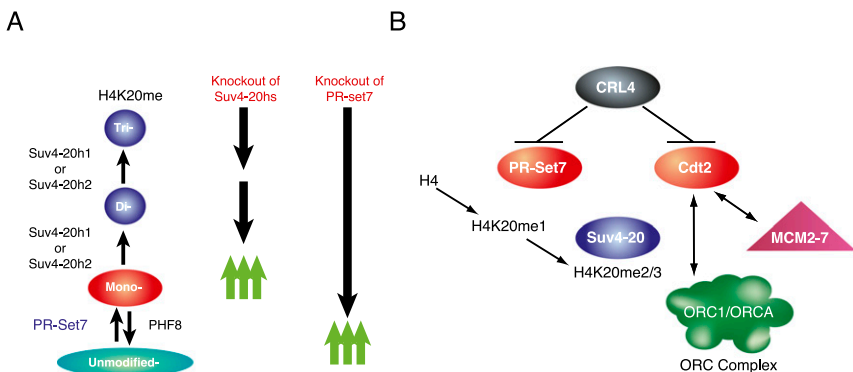 A
H4K20me
Tri-
Suv4-20h1
or
Suv4-20h2
Di-
Suv4-20h1
or
Suv4-20h2
Mono-
PR-Set7
PHF8
Unmodified-
Knockout of
Suv4-20hs
Knockout of
PR-set7
B
CRL4
PR-Set7
Cdt2
H4
H4K20me1
Suv4-20
MCM2-7
H4K20me2/3
ORC1/ORCA
ORC Complex